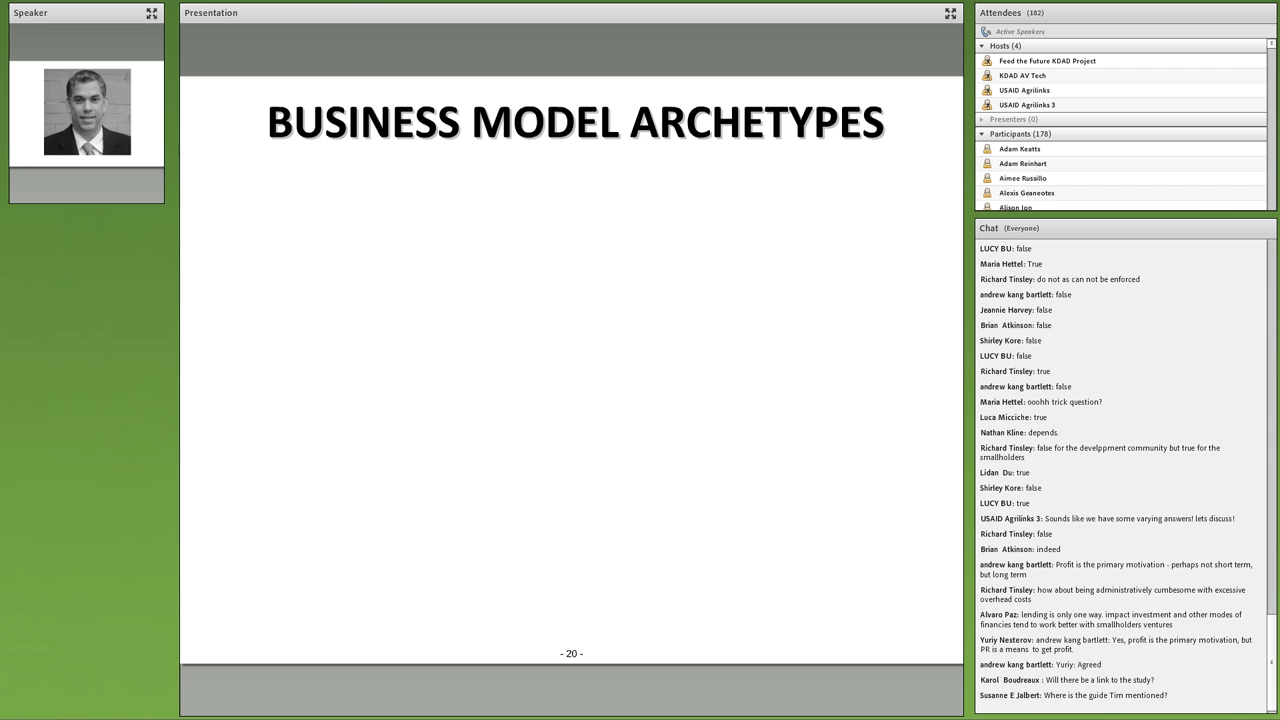 Speaker
Presentation
BUSINESS MODEL ARCHETYPES
- 20 -
Attendees (182)
Active Speakers
Hosts (4)
Feed the Future KDAD Project
KDAD AV Tech
USAID Agrilinks
USAID Agrilinks 3
Presenters (0)
Participants (178)
Adam Keatts
Adam Reinhart
Aimee Russillo
Alexis Geaneotes
Alison Ion
Chat (Everyone)
LUCY BU: false
Maria Hettel: True
Richard Tinsley: do not as can not be enforced
andrew kang bartlett: false
Jeannie Harvey: false
Brian Atkinson: false
Shirley Kore: false
LUCY BU: false
Richard Tinsley: true
andrew kang bartlett: false
Maria Hettel: ooohh trick question?
Luca Micciche: true
Nathan Kline: depends.
Richard Tinsley: false for the develppment community but true for the
smallholders
Lidan Du: true
Shirley Kore: false
LUCY BU: true
USAID Agrilinks 3: Sounds like we have some varying answers! lets discuss!
Richard Tinsley: false
Brian Atkinson: indeed
andrew kang bartlett: Profit is the primary motivation - perhaps not short term,
but long term
Richard Tinsley: how about being administratively cumbesome with excessive
overhead costs
Alvaro Paz: lending is only one way. impact investment and other modes of
financies tend to work better with smallholders ventures
Yuriy Nesterov: andrew kang bartlett: Yes, profit is the primary motivation, but
PR is a means to get profit.
andrew kang bartlett: Yuriy: Agreed
Karol Boudreaux : Will there be a link to the study?
Susanne E Jalbert: Where is the guide Tim mentioned?